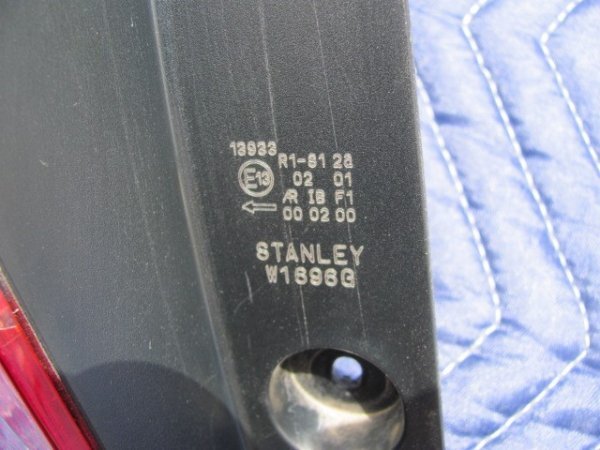 13933
E13 R1-S1 2a
02 01
AR IB F1
← 00 02 00
STANLEY
W1696G